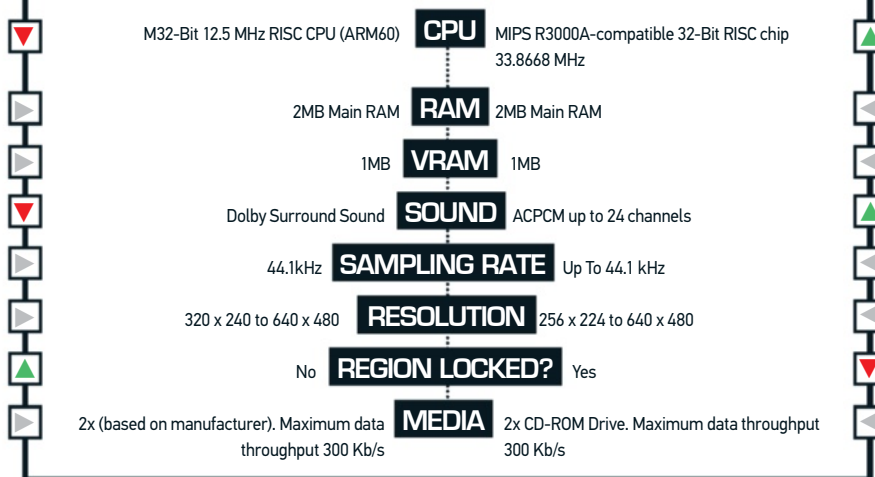 M32-Bit 12.5 MHz RISC CPU (ARM60) CPU MIPS R3000A-compatible 32-Bit RISC chip
33.8668 MHz
2MB Main RAM RAM 2MB Main RAM
1MB VRAM 1MB
Dolby Surround Sound SOUND ACPCM up to 24 channels
44.1kHz SAMPLING RATE Up To 44.1 kHz
320 x 240 to 640 x 480 RESOLUTION 256 x 224 to 640 x 480
No REGION LOCKED? Yes
2x (based on manufacturer). Maximum data MEDIA 2x CD-ROM Drive. Maximum data throughput
throughput 300 Kb/s 300 Kb/s